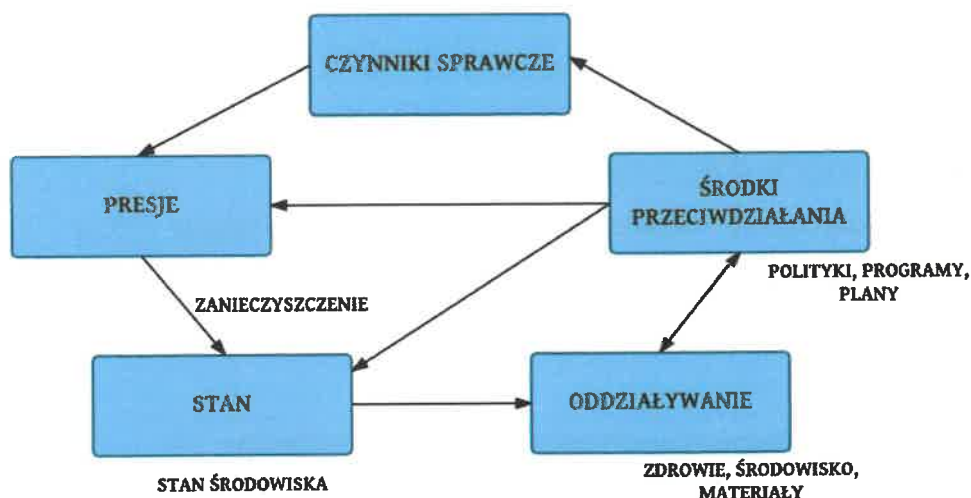 CZYNNIKI SPRAWCZE
PRESJE
ŚRODKI
PRZECIWDZIAŁANIA
POLITYKI, PROGRAMY,
PLANY
ZANIECZYSZCZENIE
STAN
ODDZIAŁYWANIE
STAN ŚRODOWISKA
ZDROWIE, ŚRODOWISKO,
MATERIAŁY